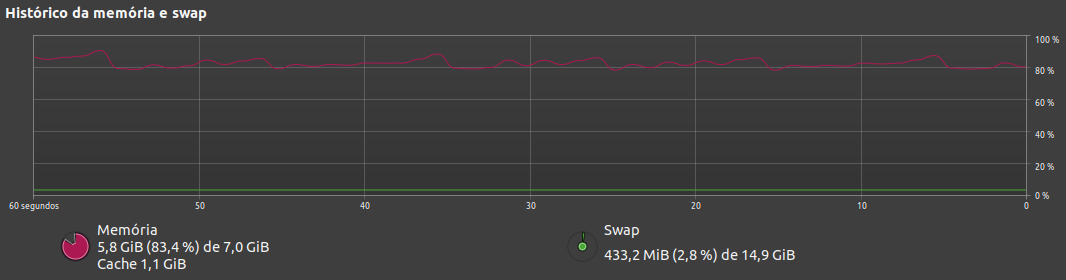 Histórico da memória e swap
100 %
80 %
60 %
40 %
20 %
0 %
60 segundos 50 40 30 20 10 0
Memória
5,8 GiB (83,4 %) de 7,0 GiB
Cache 1,1 GiB
Swap
433,2 MiB (2,8 %) de 14,9 GiB